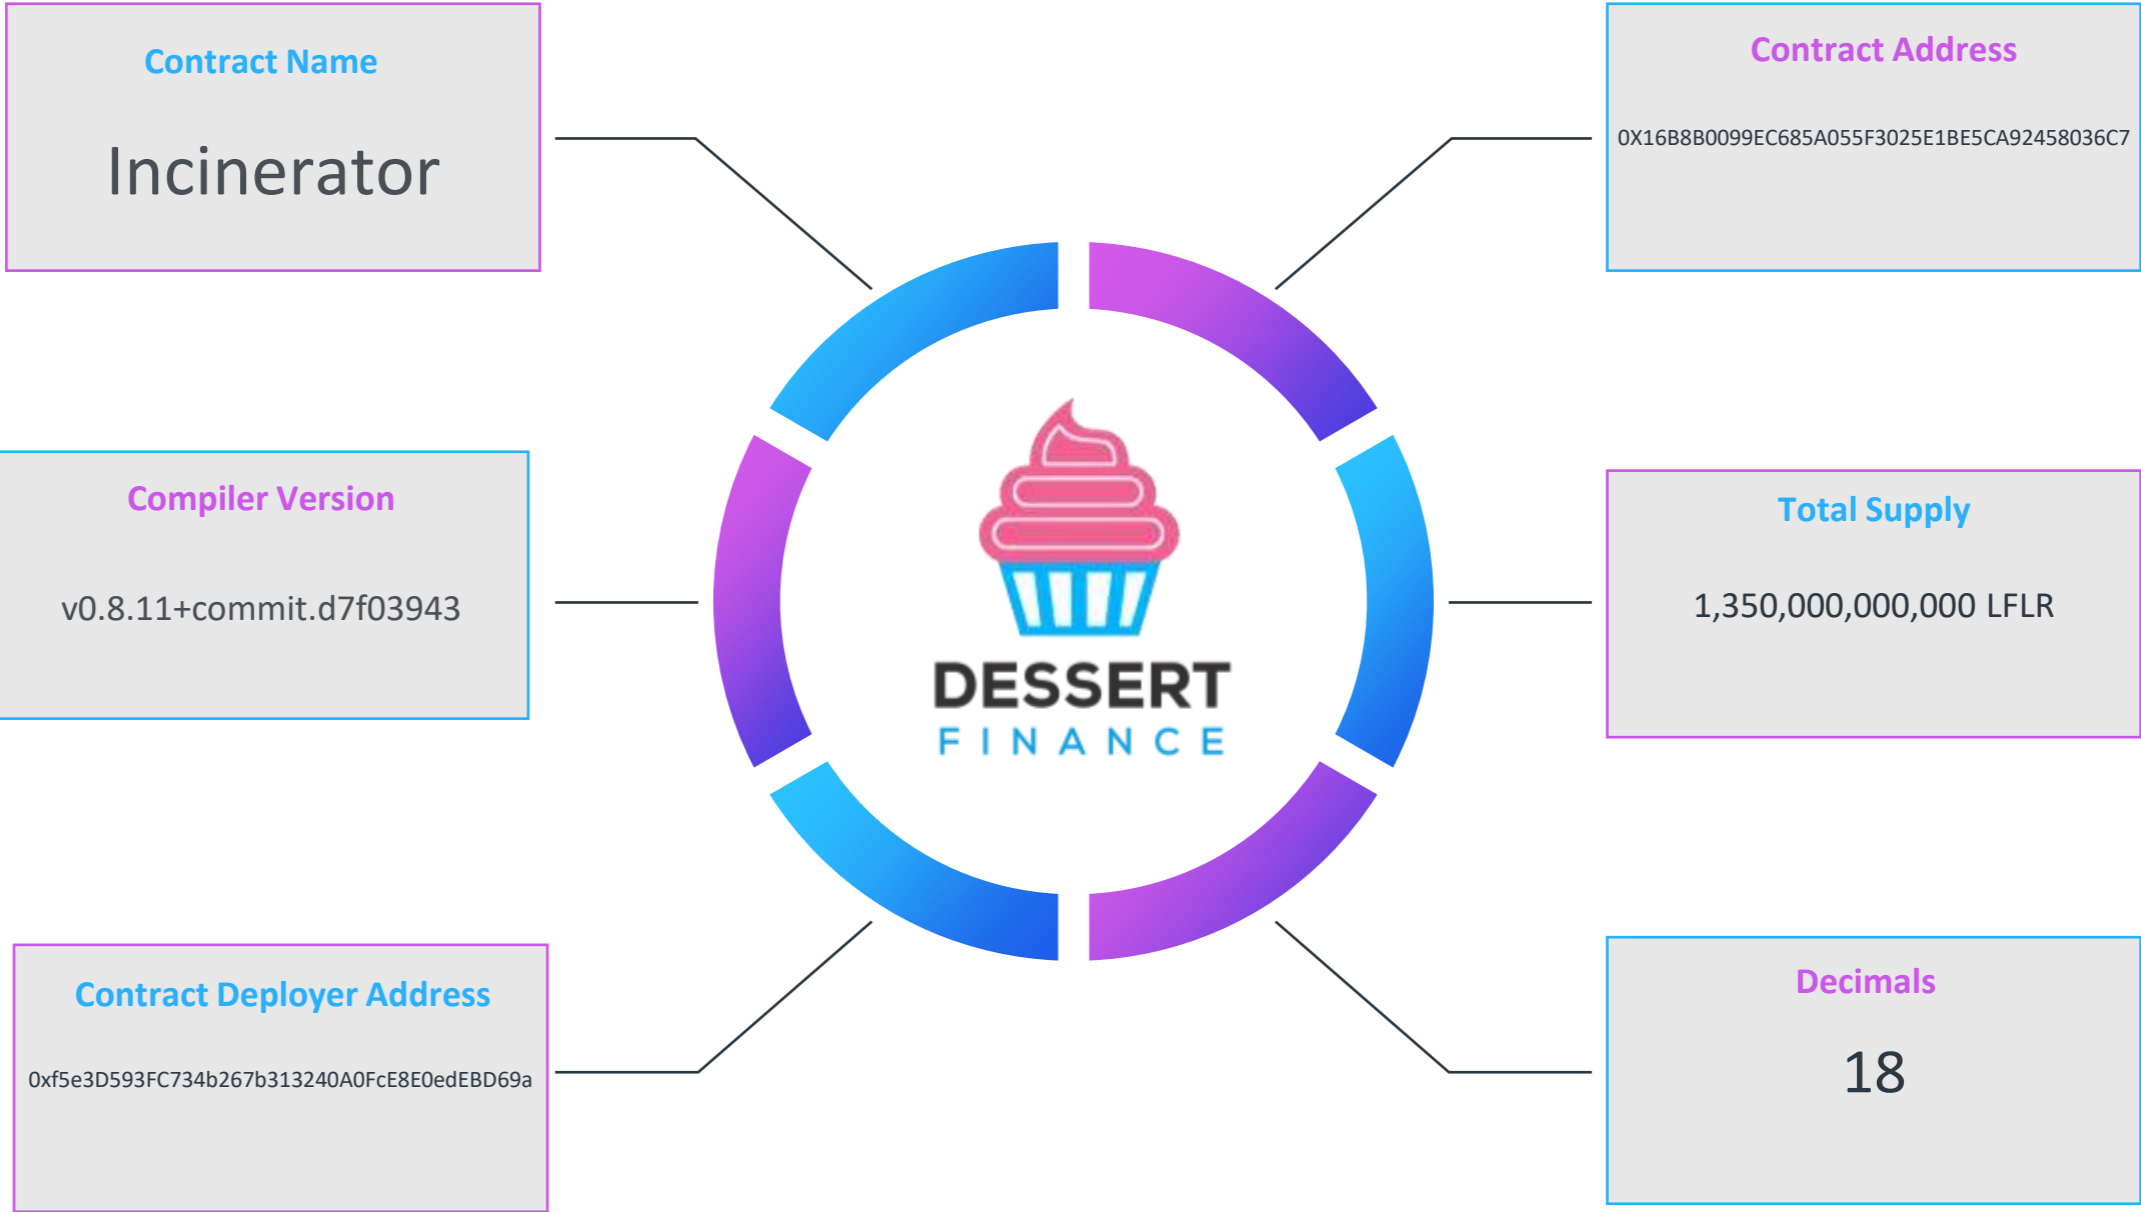 Contract Name
Incinerator
Contract Address
0X16B8B0099EC685A055F3025E1BE5CA92458036C7
Compiler Version
v0.8.11+commit.d7f03943
DESSERT
FINANCE
Total Supply
1,350,000,000,000 LFLR
Contract Deployer Address
0xf5e3D593FC734b267b313240A0FcE8E0edEBD69a
Decimals
18